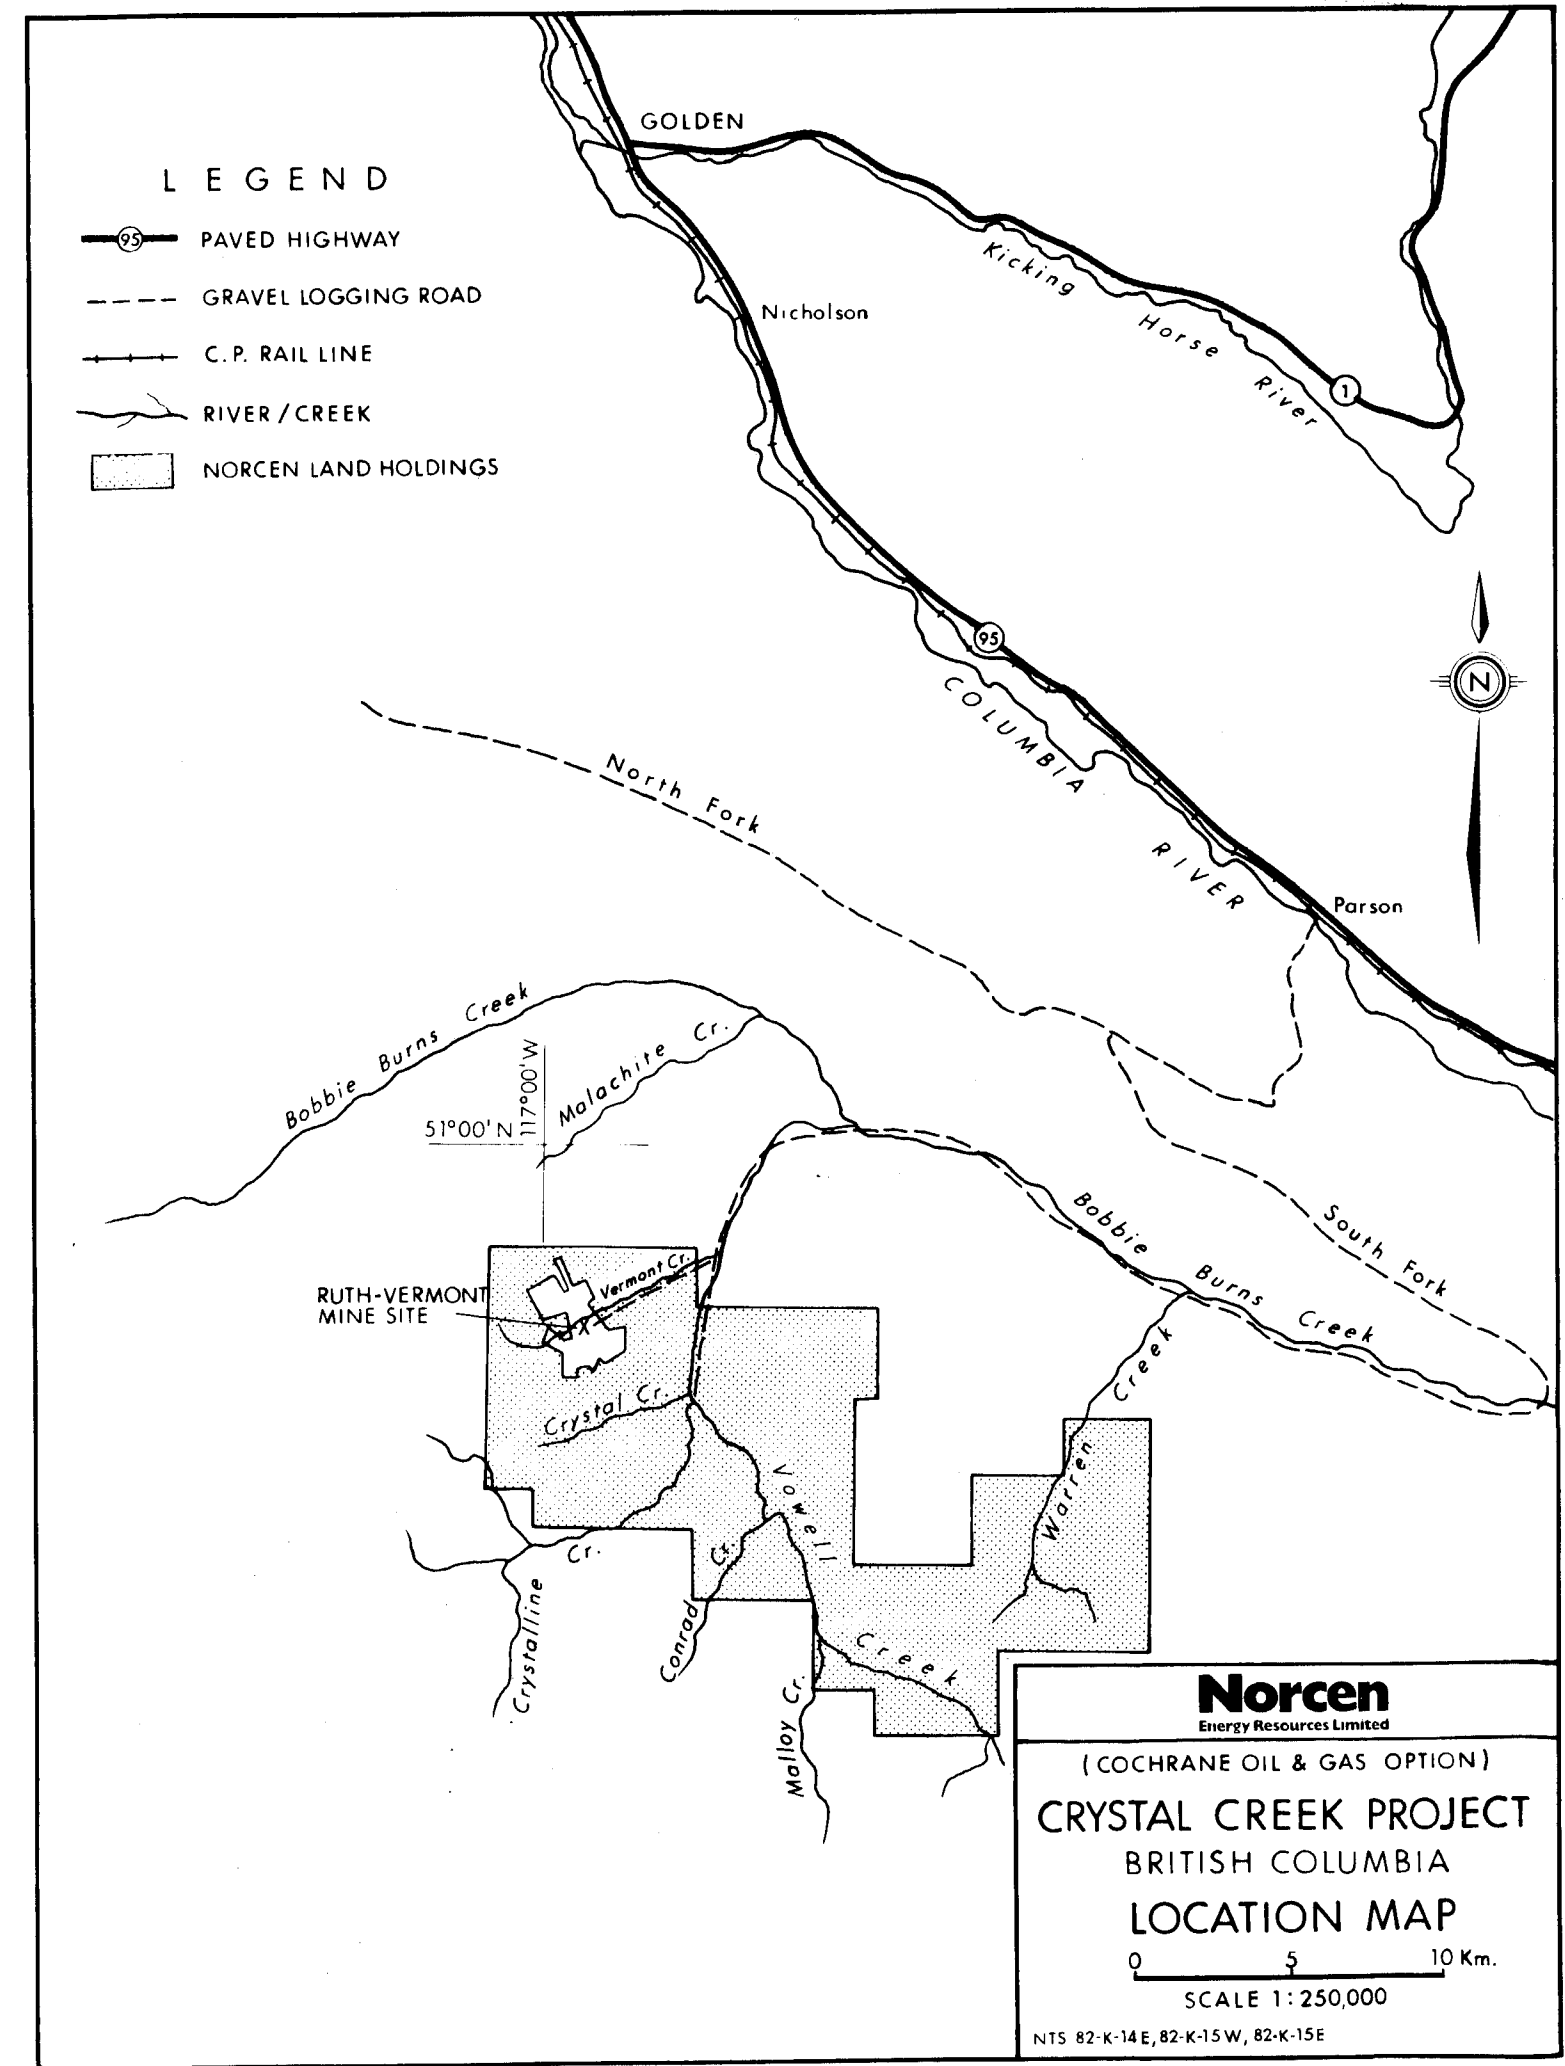 GOLDEN
LEGEND
95 PAVED HIGHWAY
GRAVEL LOGGING ROAD
C.P. RAIL LINE
RIVER/CREEK
NORCEN LAND HOLDINGS
Kicking Horse River
1
Nicholson
95
N
COLUMBIA RIVER
North Fork
Parson
Bobbie Burns Creek
Malachite Cr.
117°00'W
51°00'N
Bobbie Burns Creek
South Fork
Vermont Cr.
RUTH-VERMONT
MINE SITE
X
Crystal Cr.
Vowell Creek
Warren Creek
Crystalline Cr.
Conrad Cr.
Malloy Cr.
Norcen
Energy Resources Limited
(COCHRANE OIL & GAS OPTION)
CRYSTAL CREEK PROJECT
BRITISH COLUMBIA
LOCATION MAP
0 5 10 Km.
SCALE 1:250,000
NTS 82-K-14E, 82-K-15W, 82-K-15E